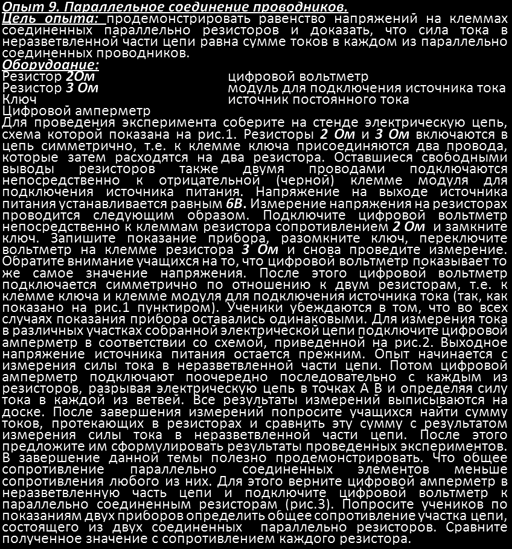 Опыт 9. Параллельное соединение проводников.
Цель опыта: продемонстрировать равенство напряжений на клеммах
соединенных параллельно резисторов и доказать, что сила тока в
неразветвленной части цепи равна сумме токов в каждом из параллельно
соединенных проводников.
Оборудоание:
Резистор 2Ом цифровой вольтметр
Резистор 3 Ом модуль для подключения источника тока
Ключ источник постоянного тока
Цифровой амперметр
Для проведения эксперимента соберите на стенде электрическую цепь,
схема которой показана на рис.1. Резисторы 2 Ом и 3 Ом включаются в
цепь симметрично, т.е. к клемме ключа присоединяются два провода,
которые затем расходятся на два резистора. Оставшиеся свободными
выводы резисторов также двумя проводами подключаются
непосредственно к отрицательной (черной) клемме модуля для
подключения источника питания. Напряжение на выходе источника
питания устанавливается равным 6В. Измерение напряжения на резисторах
проводится следующим образом. Подключите цифровой вольтметр
непосредственно к клеммам резистора сопротивлением 2 Ом и замкните
ключ. Запишите показание прибора, разомкните ключ, переключите
вольтметр на клемме резистора 3 Ом и снова проведите измерение.
Обратите внимание учащихся на то, что цифровой вольтметр показывает то
же самое значение напряжения. После этого цифровой вольтметр
подключается симметрично по отношению к двум резисторам, т.е. к
клемме ключа и клемме модуля для подключения источника тока (так, как
показано на рис.1 пунктиром). Ученики убеждаются в том, что во всех
случаях показания прибора оставались одинаковыми. Для измерения тока
в различных участках собранной электрической цепи подключите цифровой
амперметр в соответствии со схемой, приведенной на рис.2. Выходное
напряжение источника питания остается прежним. Опыт начинается с
измерения силы тока в неразветвленной части цепи. Потом цифровой
амперметр подключают поочередно последовательно с каждым из
резисторов, разрывая электрическую цепь в точках А В и определяя силу
тока в каждой из ветвей. Все результаты измерений выписываются на
доске. После завершения измерений попросите учащихся найти сумму
токов, протекающих в резисторах и сравнить эту сумму с результатом
измерения силы тока в неразветвленной части цепи. После этого
предложите им сформулировать результаты проведенных экспериментов.
В завершение данной темы полезно продемонстрировать. Что общее
сопротивление параллельно соединенных элементов меньше
сопротивления любого из них. Для этого верните цифровой амперметр в
неразветвленную часть цепи и подключите цифровой вольтметр к
параллельно соединенным резисторам (рис.3). Попросите учеников по
показаниям двух приборов определить общее сопротивление участка цепи,
состоящего из двух соединенных параллельно резисторов. Сравните
полученное значение с сопротивлением каждого резистора.